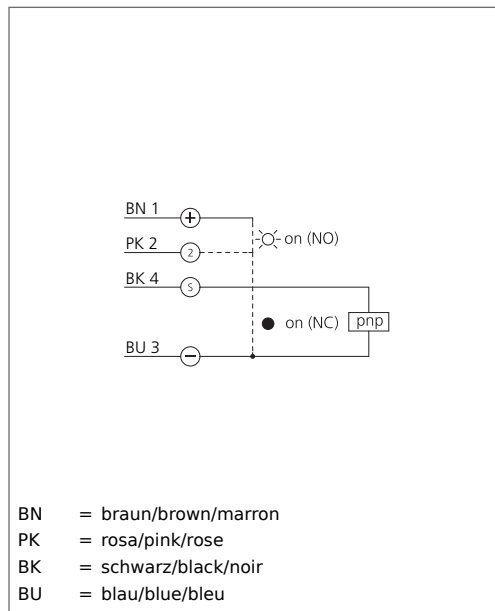 BN 1
+
on (NO)
PK 2
2
BK 4
S
on (NC)
pnp
BU 3
−
BN = braun/brown/marron
PK = rosa/pink/rose
BK = schwarz/black/noir
BU = blau/blue/bleu